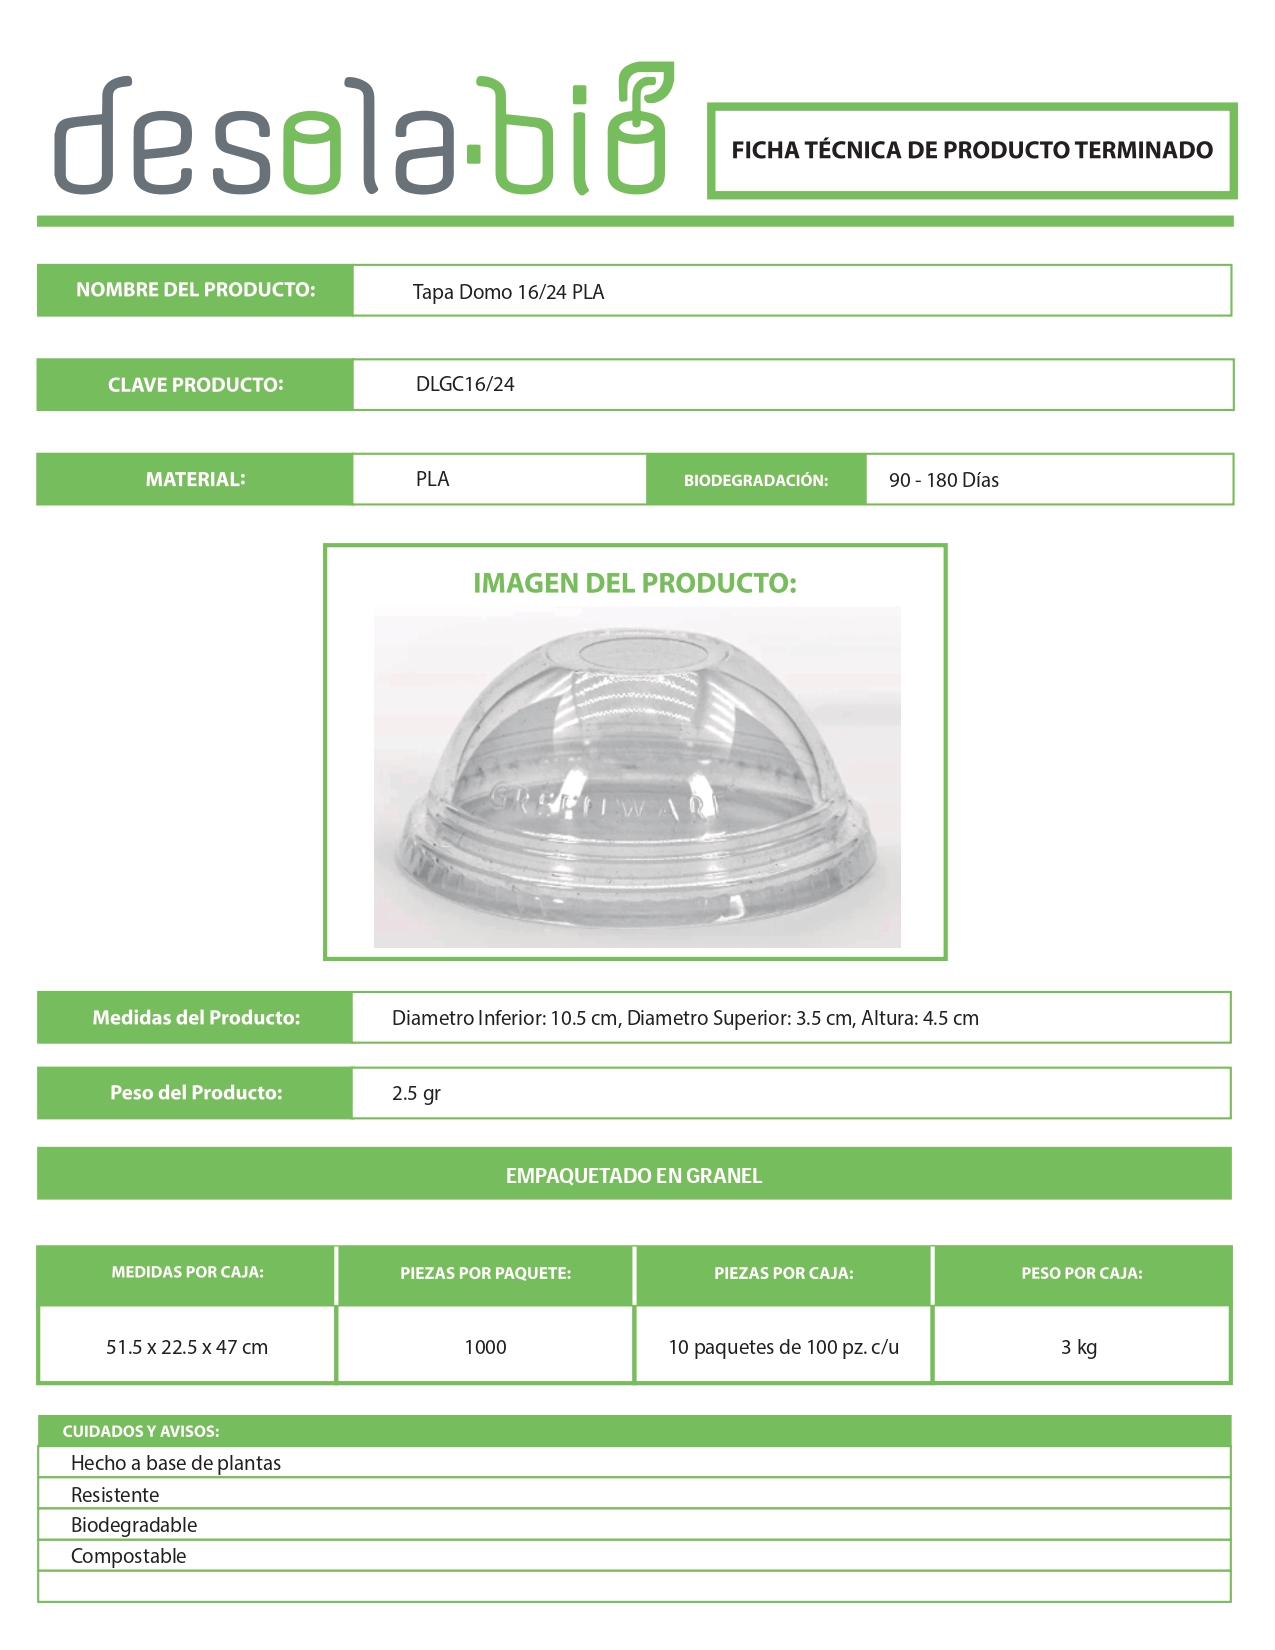 desola.bio
FICHA TÉCNICA DE PRODUCTO TERMINADO
NOMBRE DEL PRODUCTO:
Tapa Domo 16/24 PLA
CLAVE PRODUCTO:
DLGC16/24
MATERIAL:
PLA
BIODEGRADACIÓN:
90 - 180 Días
IMAGEN DEL PRODUCTO:
GREENWARE
Medidas del Producto:
Diametro Inferior: 10.5 cm, Diametro Superior: 3.5 cm, Altura: 4.5 cm
Peso del Producto:
2.5 gr
EMPAQUETADO EN GRANEL
MEDIDAS POR CAJA:
PIEZAS POR PAQUETE:
PIEZAS POR CAJA:
PESO POR CAJA:
51.5 x 22.5 x 47 cm
1000
10 paquetes de 100 pz. c/u
3 kg
CUIDADOS Y AVISOS:
Hecho a base de plantas
Resistente
Biodegradable
Compostable